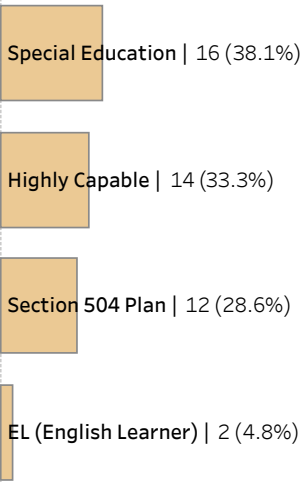 Special Education | 16 (38.1%)
Highly Capable | 14 (33.3%)
Section 504 Plan | 12 (28.6%)
EL (English Learner) | 2 (4.8%)